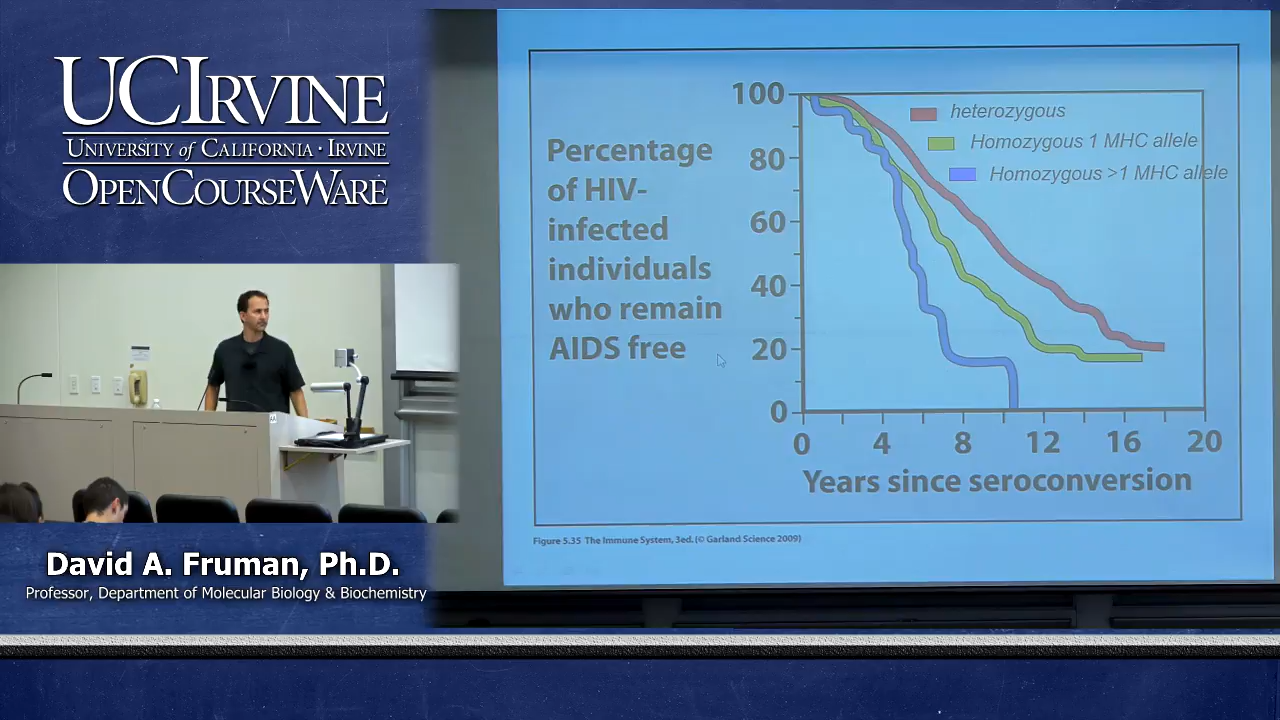 UCIRVINE
UNIVERSITY of CALIFORNIA · IRVINE
OPENCOURSEWARE
David A. Fruman, Ph.D.
Professor, Department of Molecular Biology & Biochemistry
Percentage
of HIV-
infected
individuals
who remain
AIDS free
100
80
60
40
20
0
heterozygous
Homozygous 1 MHC allele
Homozygous >1 MHC allele
0 4 8 12 16 20
Years since seroconversion
Figure 5.35 The Immune System, 3ed. (© Garland Science 2009)